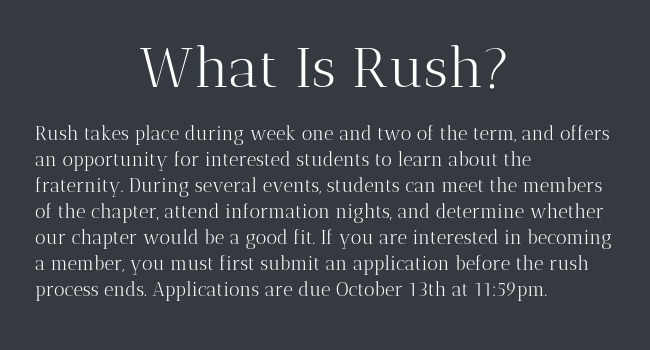 What Is Rush?
Rush takes place during week one and two of the term, and offers
an opportunity for interested students to learn about the
fraternity. During several events, students can meet the members
of the chapter, attend information nights, and determine whether
our chapter would be a good fit. If you are interested in becoming
a member, you must first submit an application before the rush
process ends. Applications are due October 13th at 11:59pm.